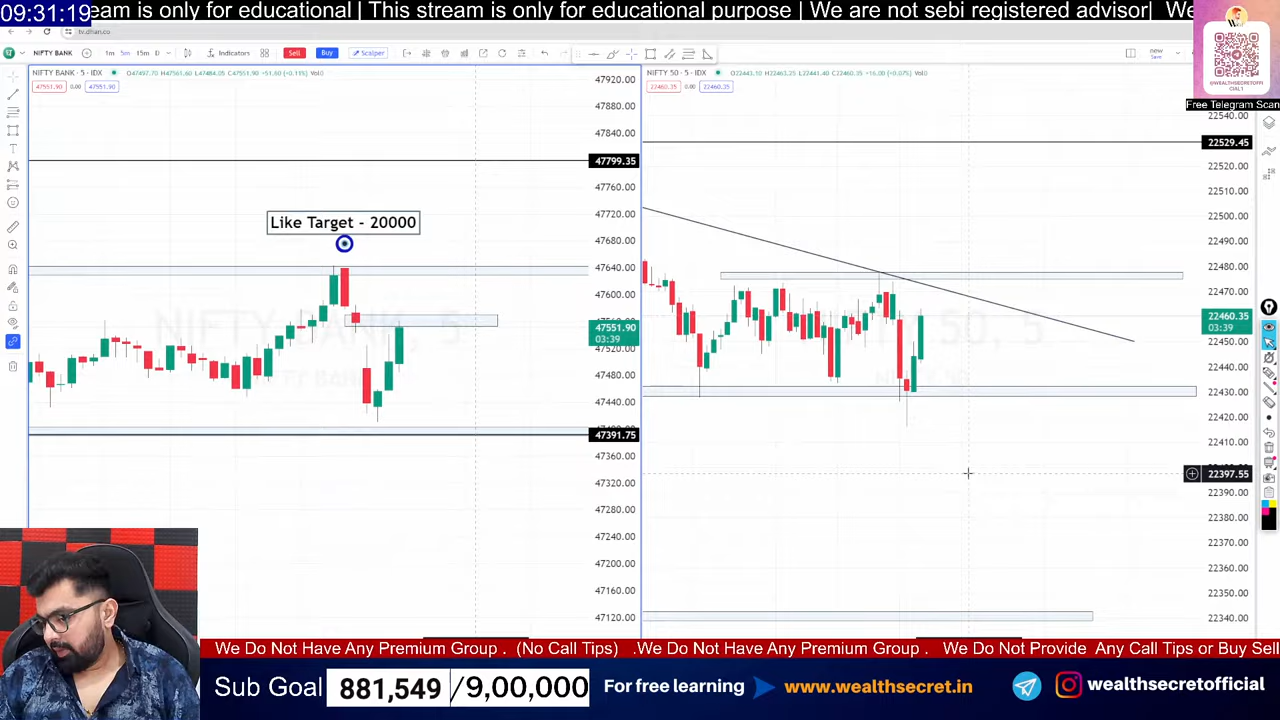 09:31:19
eam is only for educational | This stream is only for educational purpose | We are not sebi registered advisor| We
tv.dhan.co
NIFTY BANK
1m 5m 15m D
Indicators
Sell
Buy
Scalper
new
Save
@WEALTHSECRETOFFI
CIAL1
Free Telegram Scan
NIFTY BANK · 5 · IDX
O47497.70 H47561.60 L47484.05 C47551.90 +51.60 (+0.11%) Vol0
47551.90 0.00 47551.90
NIFTY 50 · 5 · IDX
O22443.50 H22463.25 L22441.40 C22460.35 +16.00 (+0.07%) Vol0
22460.35 0.00 22460.35
Like Target - 20000
47920.00
47880.00
47840.00
47799.35
47760.00
47720.00
47680.00
47640.00
47600.00
47551.90
03:39
47520.00
47480.00
47440.00
47391.75
47360.00
47320.00
47280.00
47240.00
47200.00
47160.00
47120.00
22540.00
22529.45
22520.00
22510.00
22500.00
22490.00
22480.00
22470.00
22460.35
03:39
22450.00
22440.00
22430.00
22420.00
22410.00
22397.55
22390.00
22380.00
22370.00
22360.00
22350.00
22340.00
We Do Not Have Any Premium Group . (No Call Tips) .We Do Not Have Any Premium Group . We Do Not Provide Any Call Tips or Buy Sell
Sub Goal 881,549 /9,00,000
For free learning www.wealthsecret.in
wealthsecretofficial